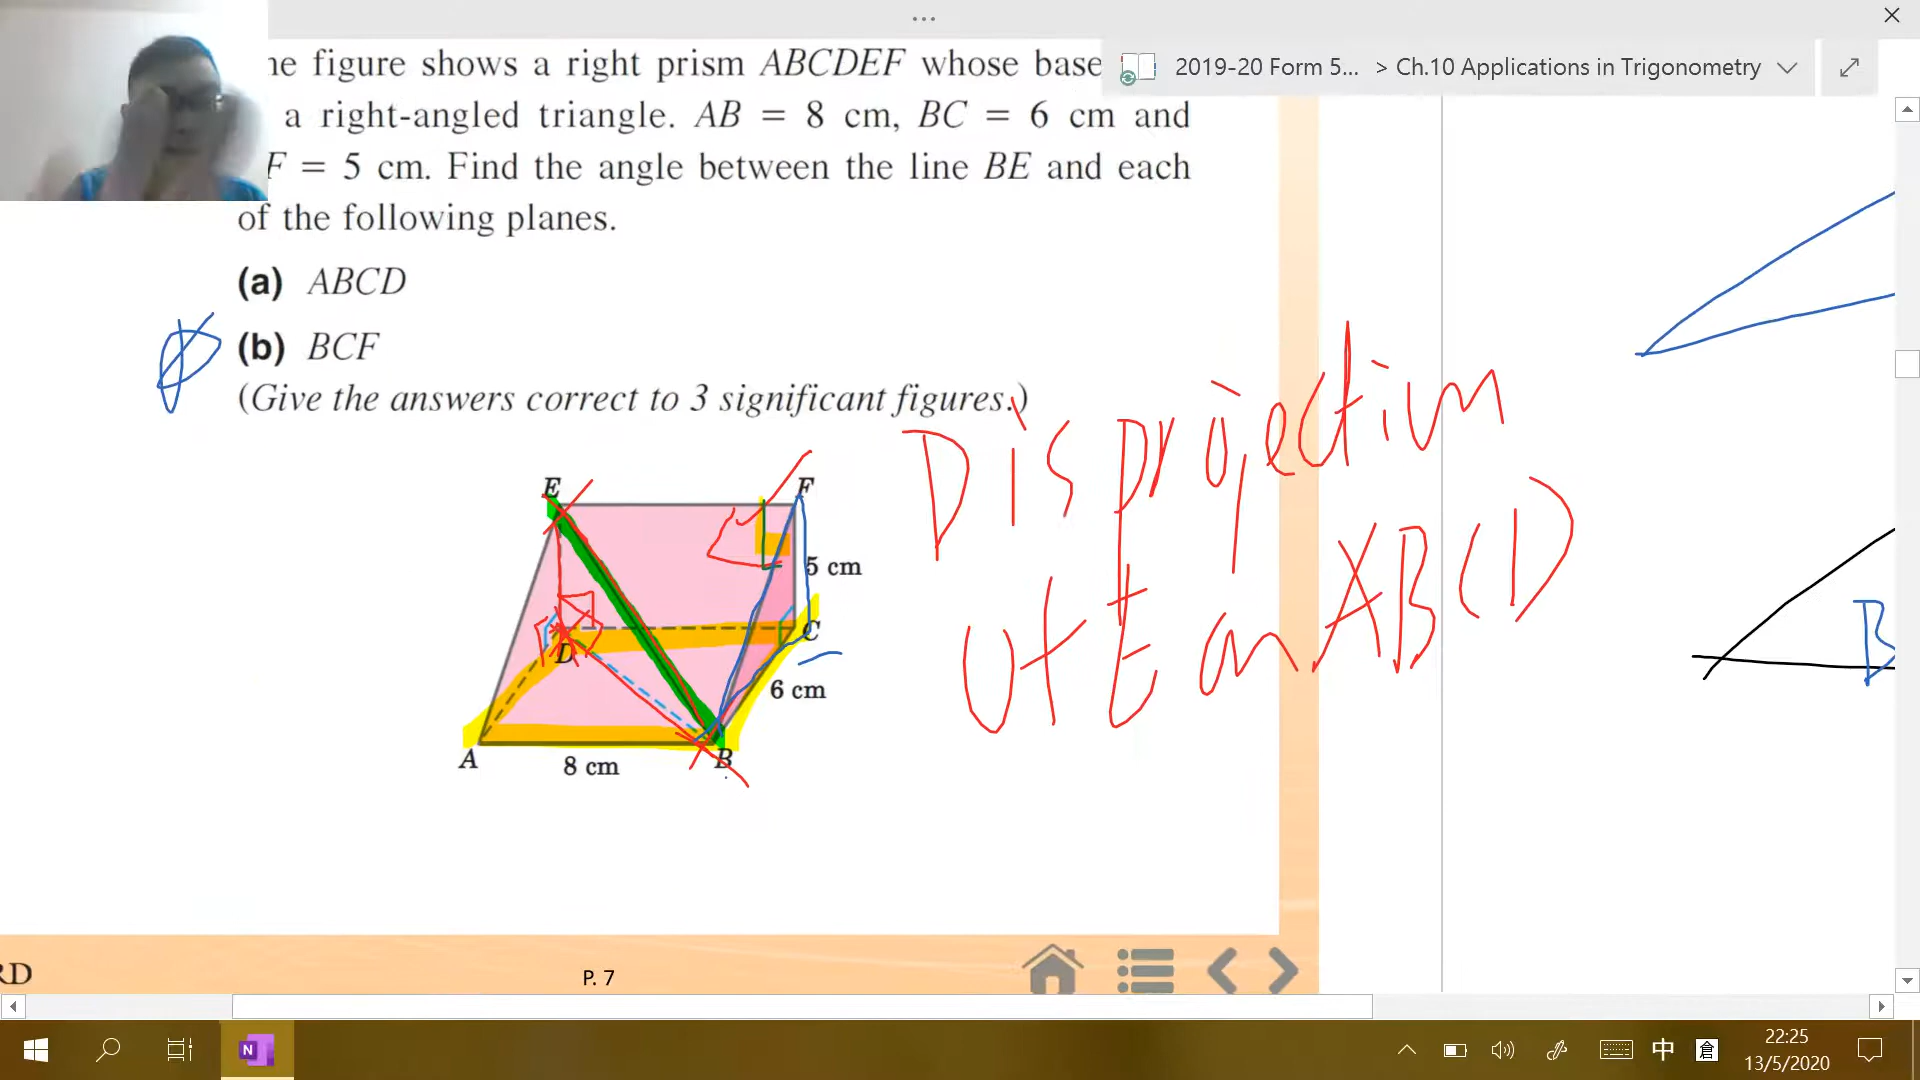 ...
he figure shows a right prism ABCDEF whose base
a right-angled triangle. AB = 8 cm, BC = 6 cm and
F = 5 cm. Find the angle between the line BE and each
of the following planes.
(a) ABCD
(b) BCF
(Give the answers correct to 3 significant figures.)
2019-20 Form 5... > Ch.10 Applications in Trigonometry
E
F
5 cm
C
D
6 cm
A
B
8 cm
D is projection
of E on ABCD
B
RD
P. 7
N
中
倉
22:25
13/5/2020